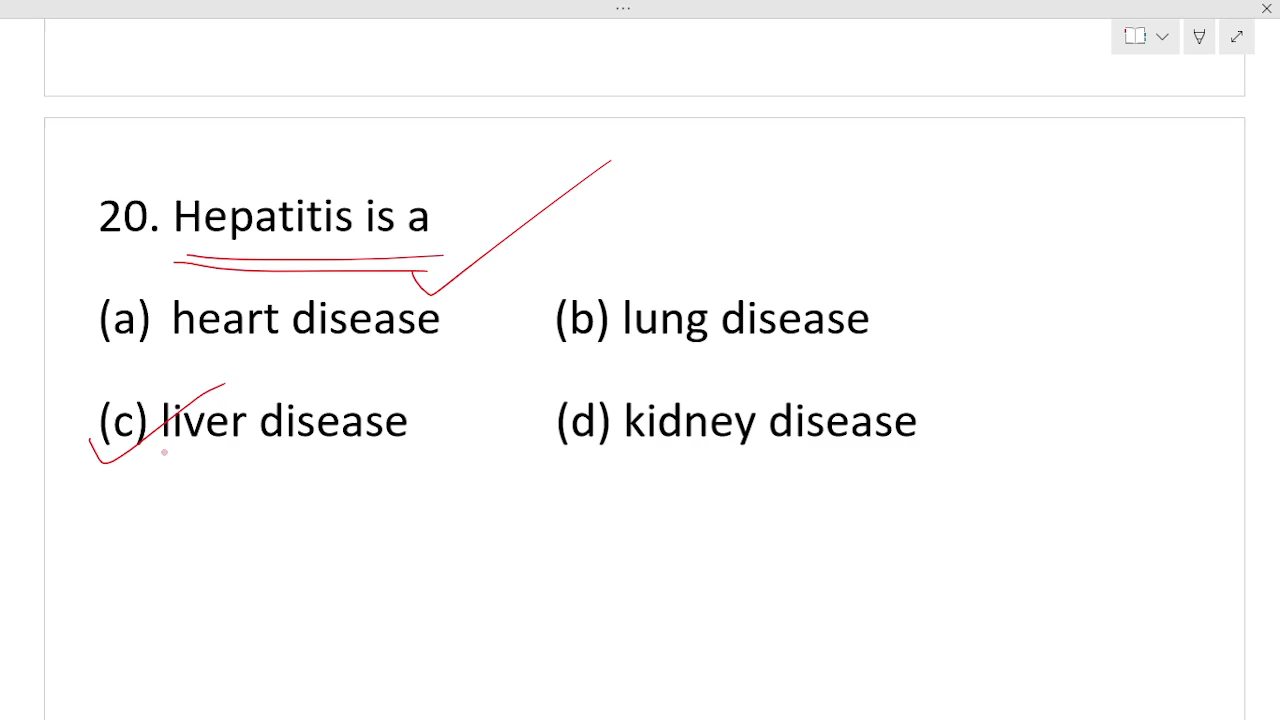 20. Hepatitis is a
(a) heart disease (b) lung disease
(c) liver disease (d) kidney disease